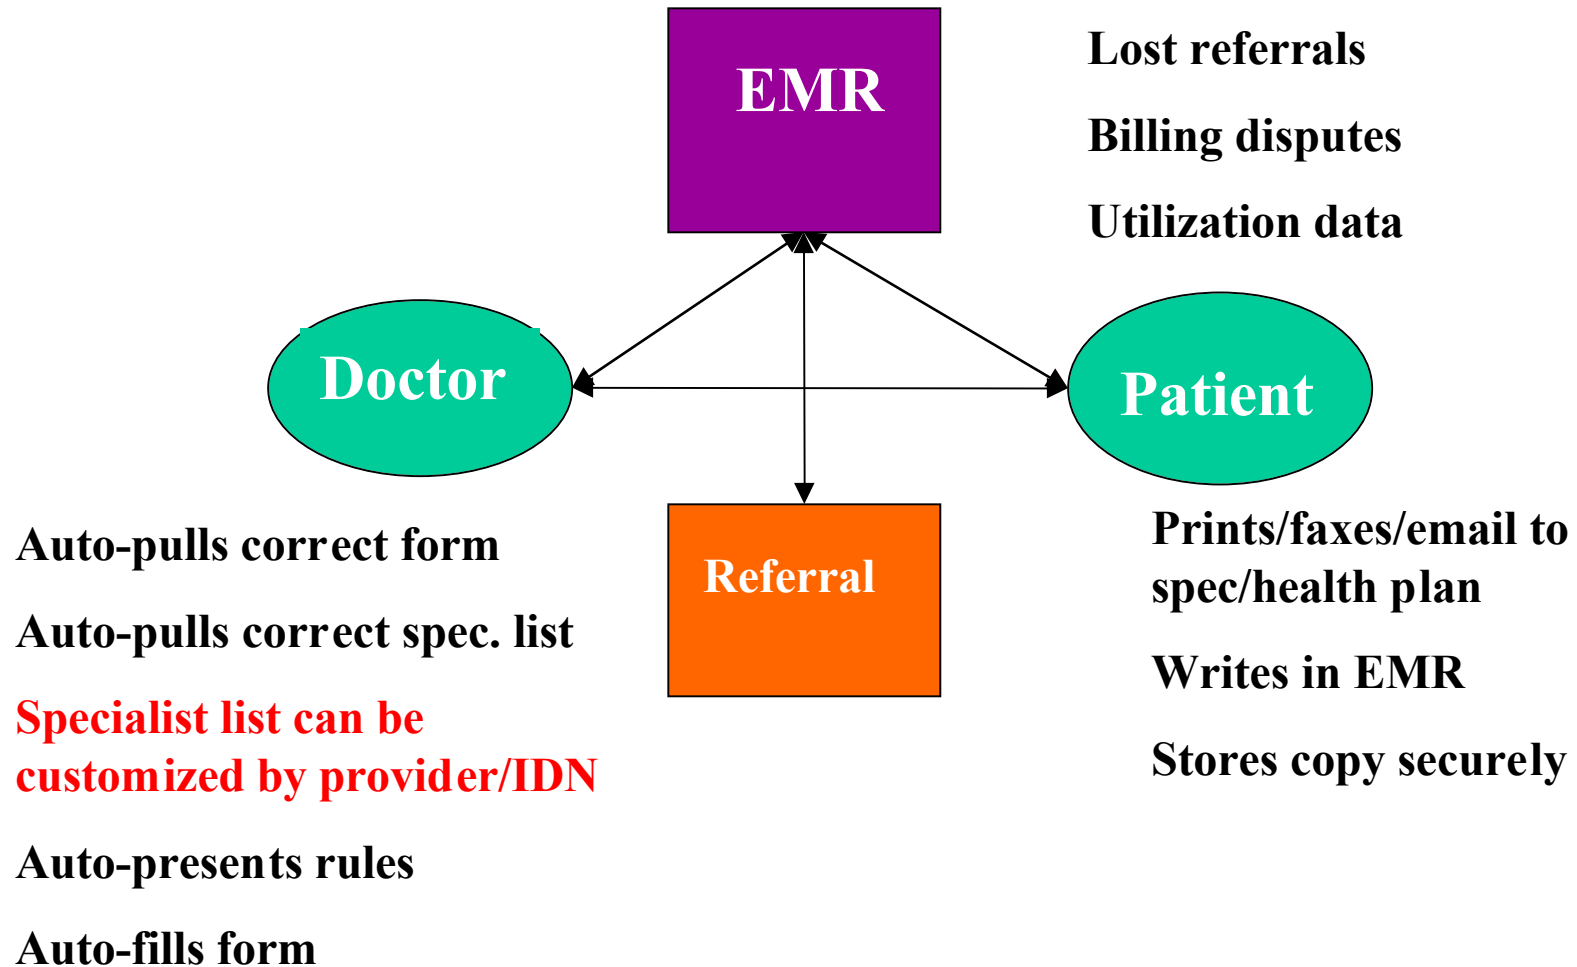 EMR
Lost referrals
Billing disputes
Utilization data
Doctor
Patient
Referral
Auto-pulls correct form
Auto-pulls correct spec. list
Specialist list can be
customized by provider/IDN
Auto-presents rules
Auto-fills form
Prints/faxes/email to
spec/health plan
Writes in EMR
Stores copy securely